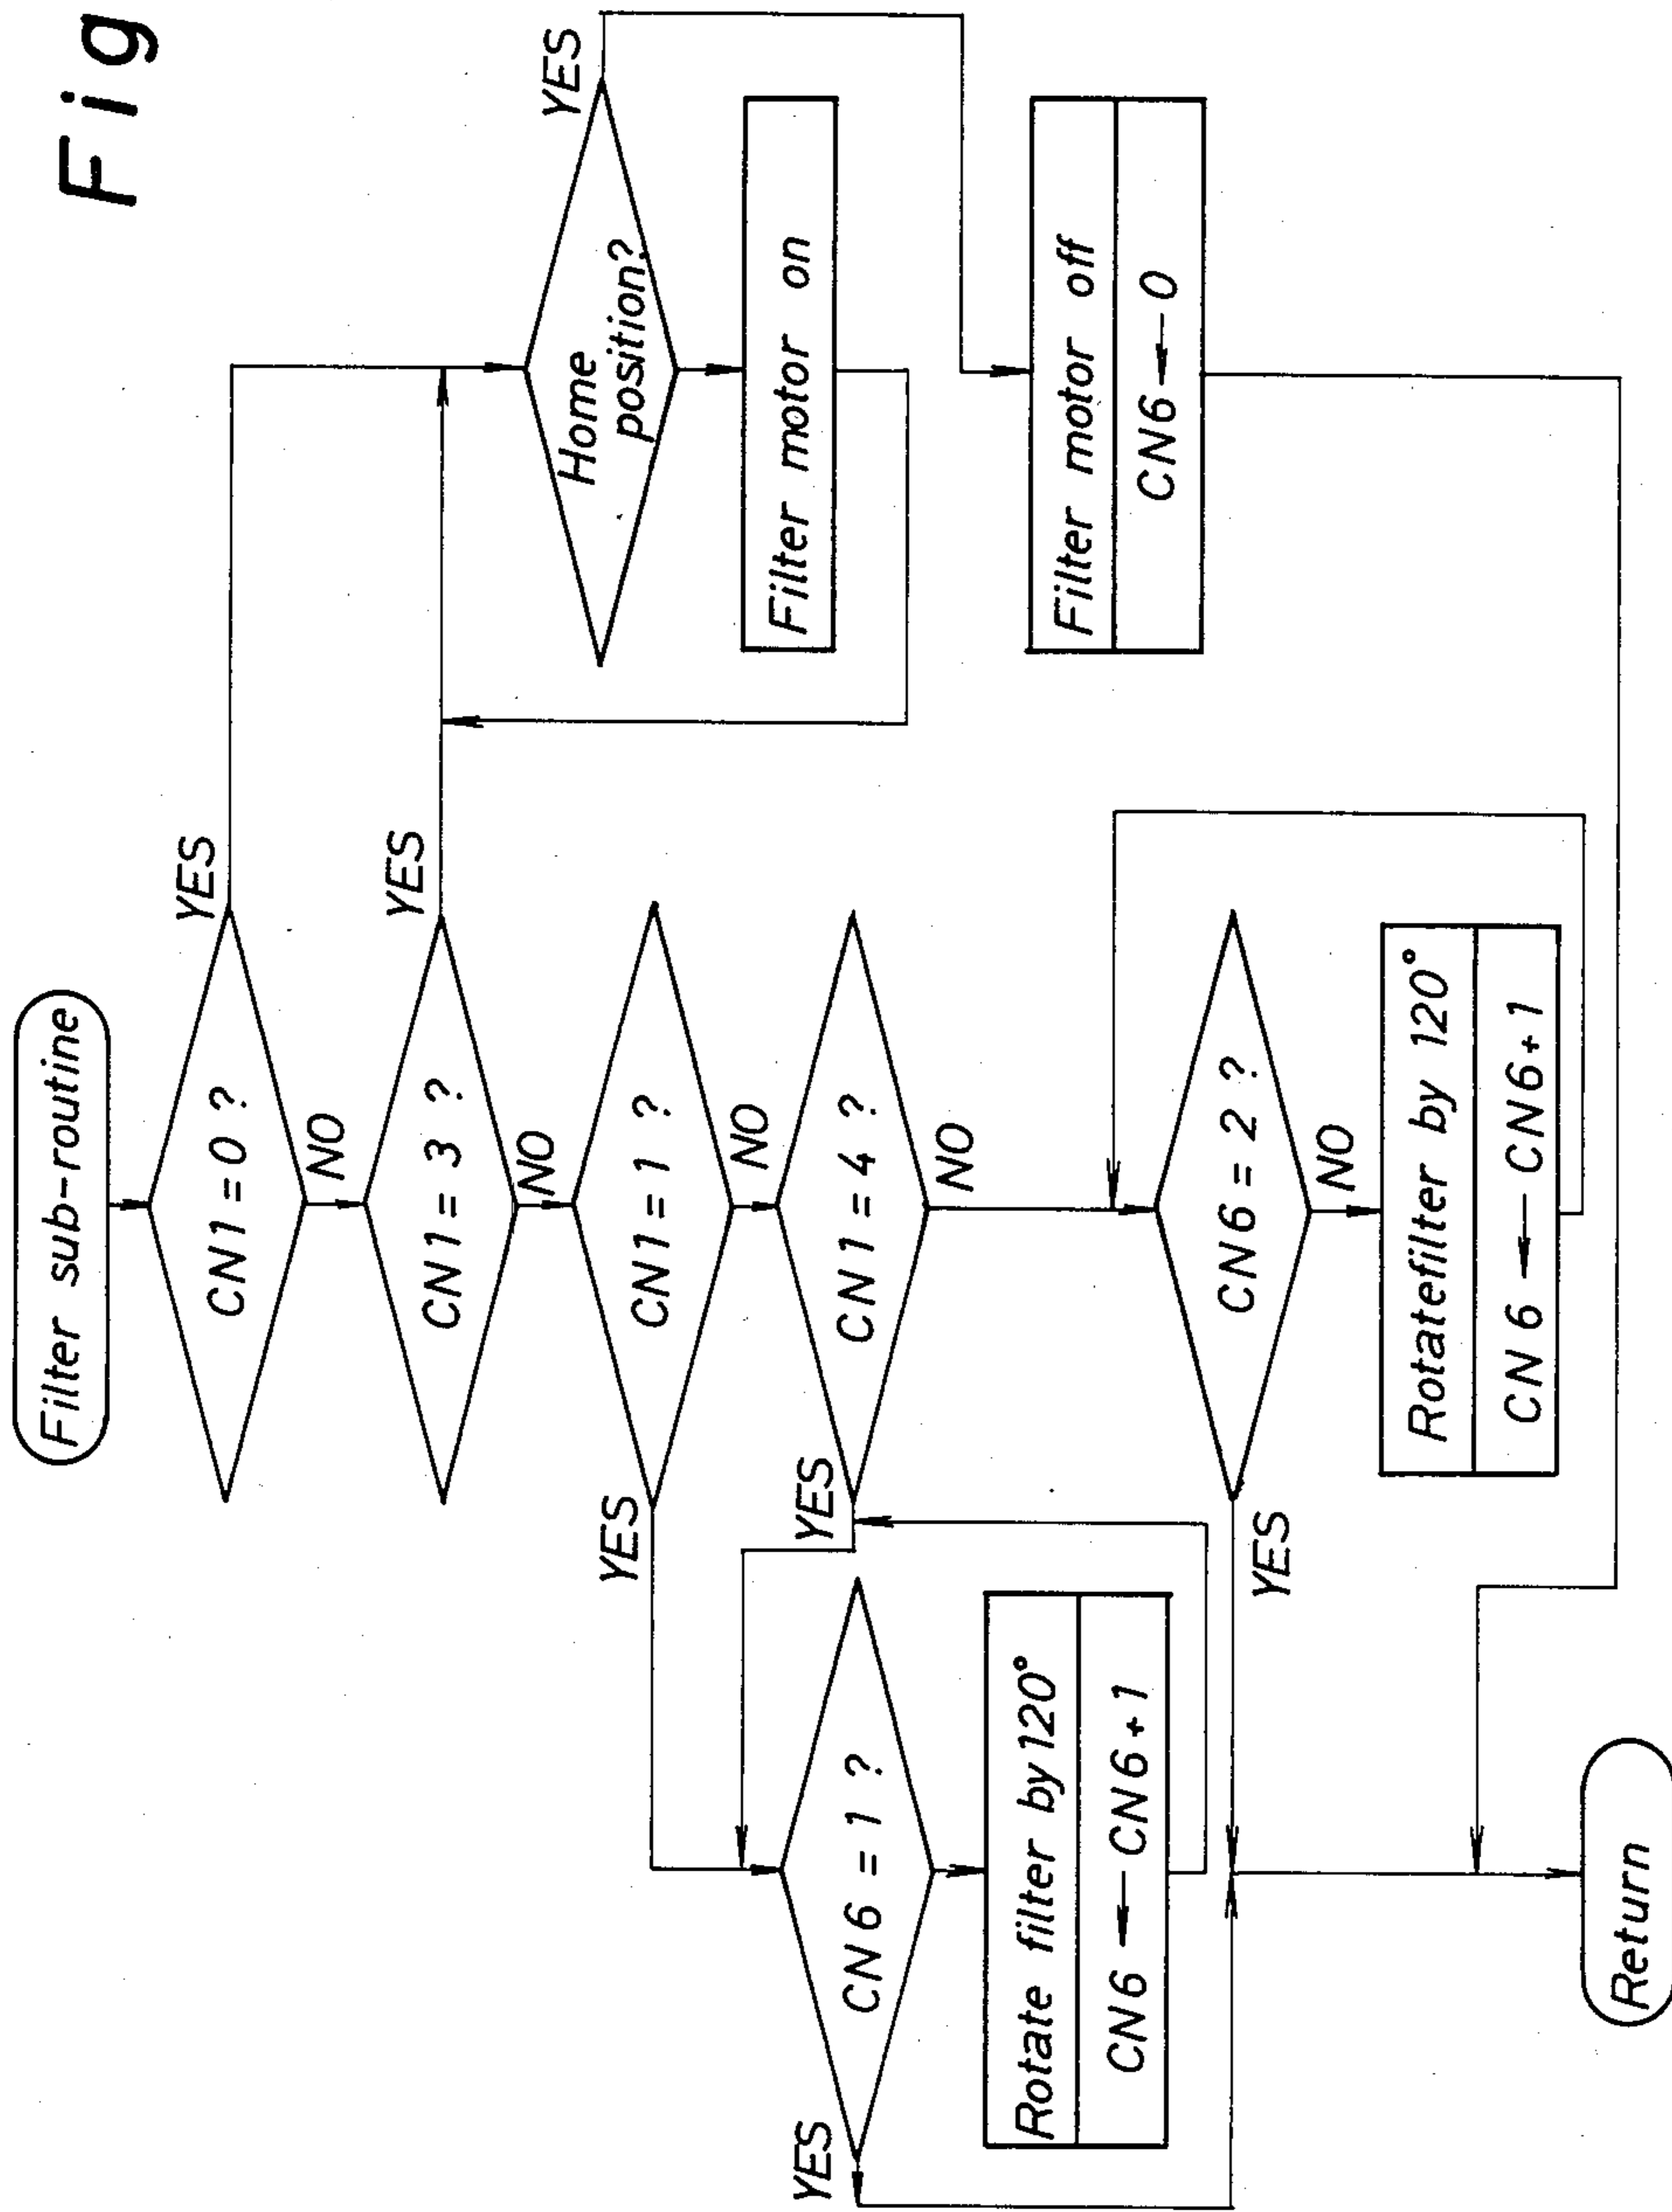 Fig
Filter sub-routine
CN1 = 0 ?
YES
NO
CN1 = 3 ?
YES
NO
CN1 = 1 ?
YES
NO
CN1 = 4 ?
YES
NO
Home
position?
YES
Filter motor on
Filter motor off
CN6 ← 0
CN6 = 1 ?
YES
Rotate filter by 120°
CN6 ← CN6+1
CN6 = 2 ?
YES
NO
Rotatefilter by 120°
CN6 ← CN6+1
Return